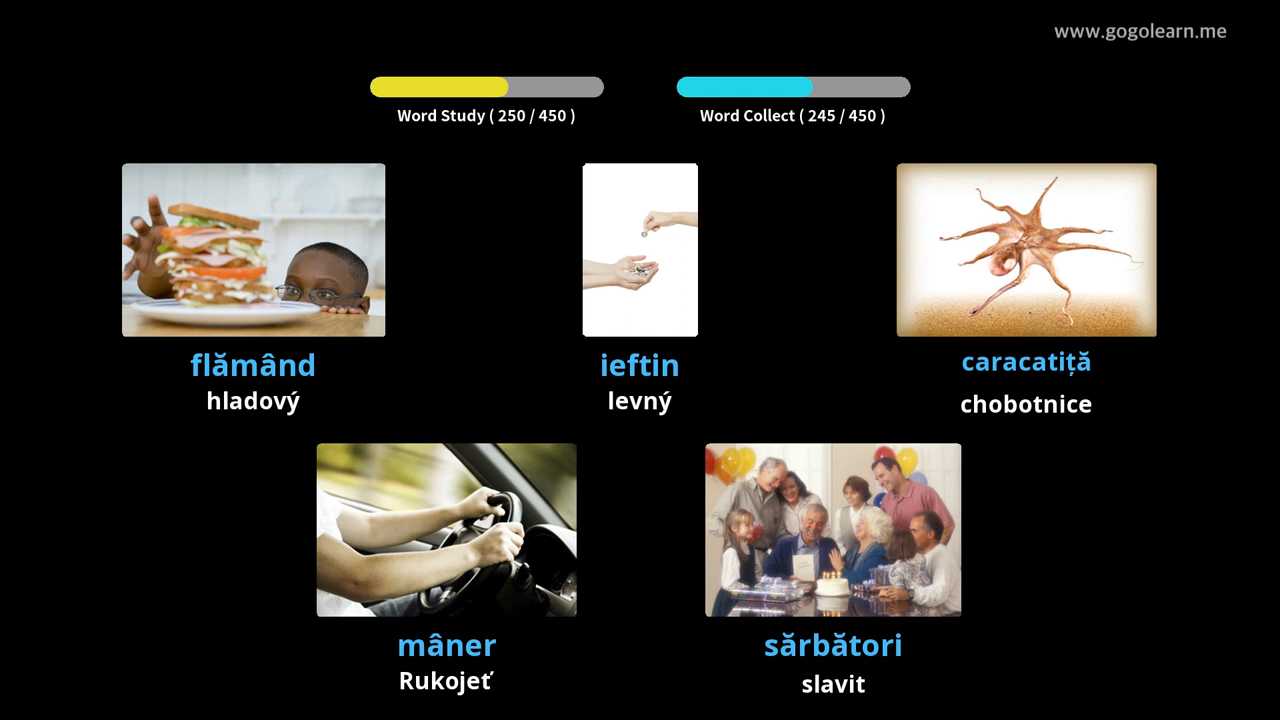 www.gogolearn.me
Word Study ( 250 / 450 )
Word Collect ( 245 / 450 )
flămând
hladový
ieftin
levný
caracatiță
chobotnice
mâner
Rukojeť
sărbători
slavit